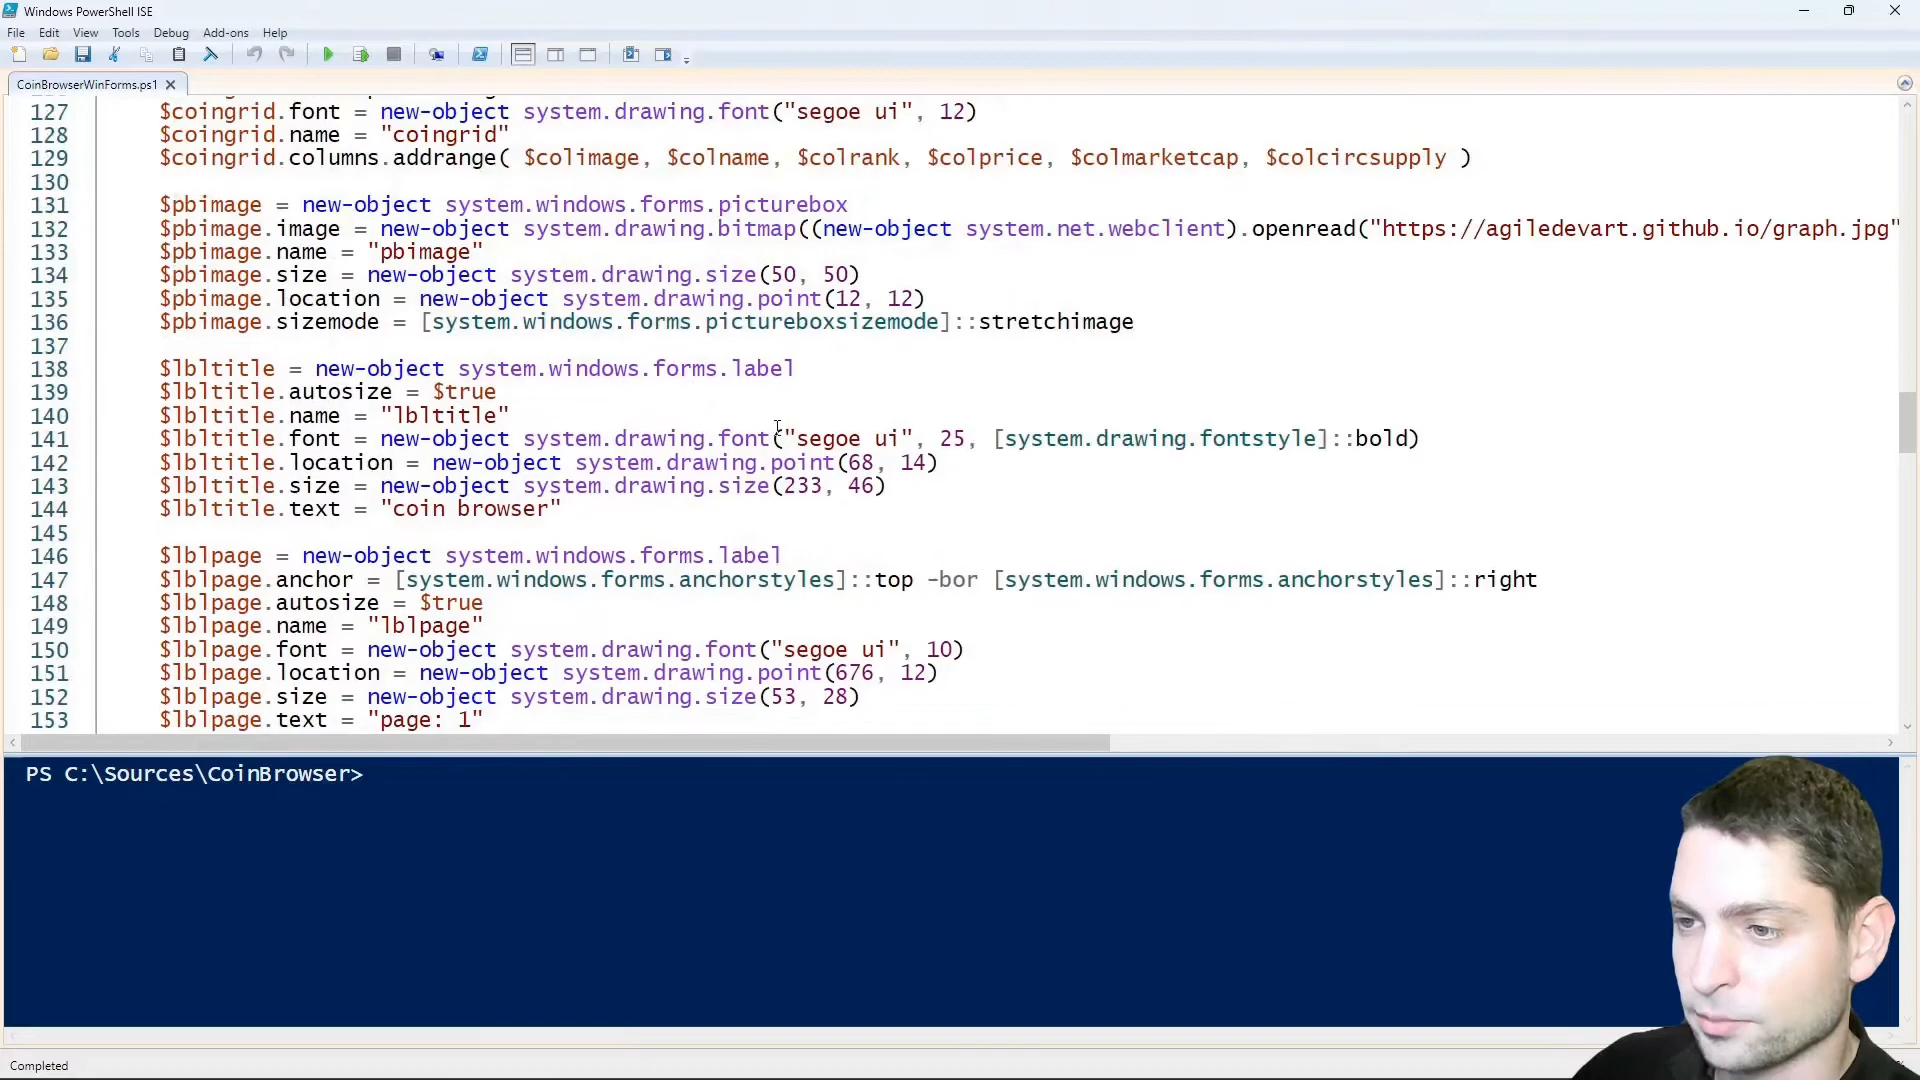 Windows PowerShell ISE
File Edit View Tools Debug Add-ons Help
CoinBrowserWinForms.ps1
127 $coingrid.font = new-object system.drawing.font("segoe ui", 12)
128 $coingrid.name = "coingrid"
129 $coingrid.columns.addrange( $colimage, $colname, $colrank, $colprice, $colmarketcap, $colcircsupply )
130
131 $pbimage = new-object system.windows.forms.picturebox
132 $pbimage.image = new-object system.drawing.bitmap((new-object system.net.webclient).openread("https://agiledevart.github.io/graph.jpg"
133 $pbimage.name = "pbimage"
134 $pbimage.size = new-object system.drawing.size(50, 50)
135 $pbimage.location = new-object system.drawing.point(12, 12)
136 $pbimage.sizemode = [system.windows.forms.pictureboxsizemode]::stretchimage
137
138 $lbltitle = new-object system.windows.forms.label
139 $lbltitle.autosize = $true
140 $lbltitle.name = "lbltitle"
141 $lbltitle.font = new-object system.drawing.font("segoe ui", 25, [system.drawing.fontstyle]::bold)
142 $lbltitle.location = new-object system.drawing.point(68, 14)
143 $lbltitle.size = new-object system.drawing.size(233, 46)
144 $lbltitle.text = "coin browser"
145
146 $lblpage = new-object system.windows.forms.label
147 $lblpage.anchor = [system.windows.forms.anchorstyles]::top -bor [system.windows.forms.anchorstyles]::right
148 $lblpage.autosize = $true
149 $lblpage.name = "lblpage"
150 $lblpage.font = new-object system.drawing.font("segoe ui", 10)
151 $lblpage.location = new-object system.drawing.point(676, 12)
152 $lblpage.size = new-object system.drawing.size(53, 28)
153 $lblpage.text = "page: 1"
PS C:\Sources\CoinBrowser>
Completed